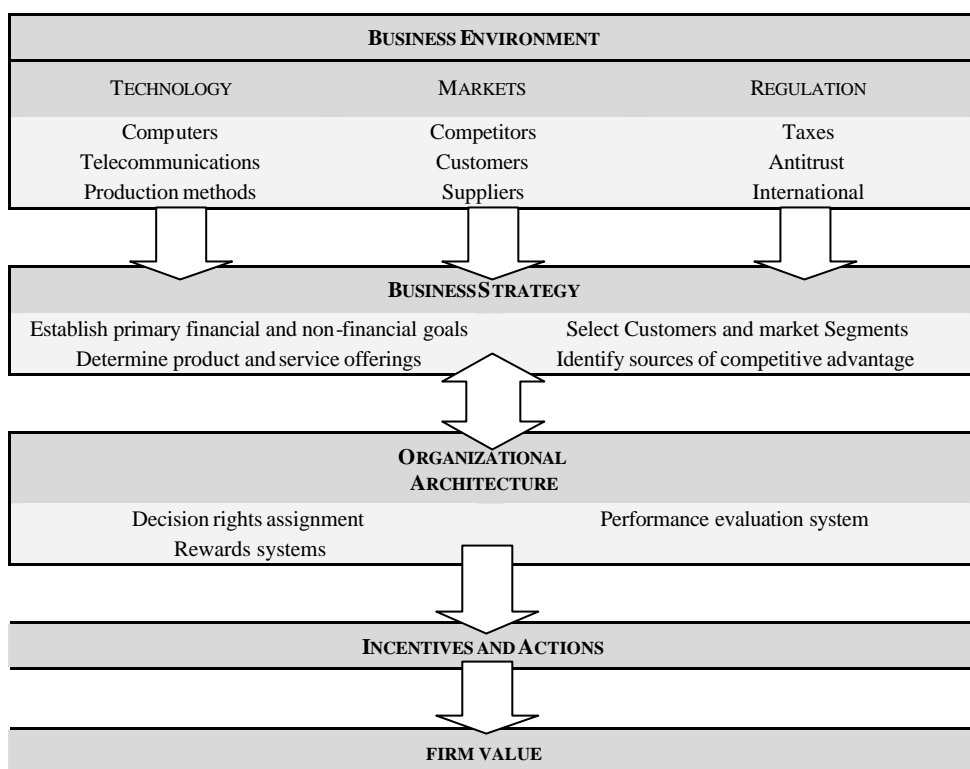 BUSINESS ENVIRONMENT
TECHNOLOGY MARKETS REGULATION
Computers Competitors Taxes
Telecommunications Customers Antitrust
Production methods Suppliers International
BUSINESS STRATEGY
Establish primary financial and non-financial goals Select Customers and market Segments
Determine product and service offerings Identify sources of competitive advantage
ORGANIZATIONAL
ARCHITECTURE
Decision rights assignment Performance evaluation system
Rewards systems
INCENTIVES AND ACTIONS
FIRM VALUE